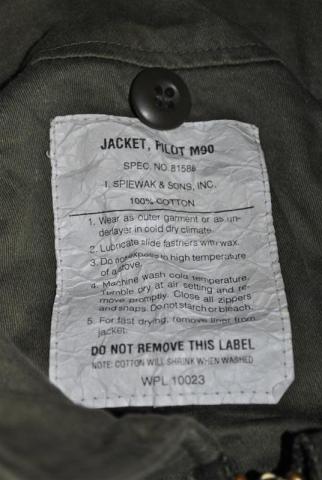 JACKET, PILOT M90
SPEC. NO. 81586
I. SPIEWAK & SONS, INC.
100% COTTON
1. Wear as outer garment or as un-
derlayer in cold dry climate.
2. Lubricate slide fastners with wax.
3. Do not expose to high temperature
of a stove.
4. Machine wash cold temperature.
Tumble dry at air setting and re-
move promptly. Close all zippers
and snaps. Do not starch or bleach.
5. For fast drying, remove liner from
jacket.
DO NOT REMOVE THIS LABEL
NOTE: COTTON WILL SHRINK WHEN WASHED
WPL 10023